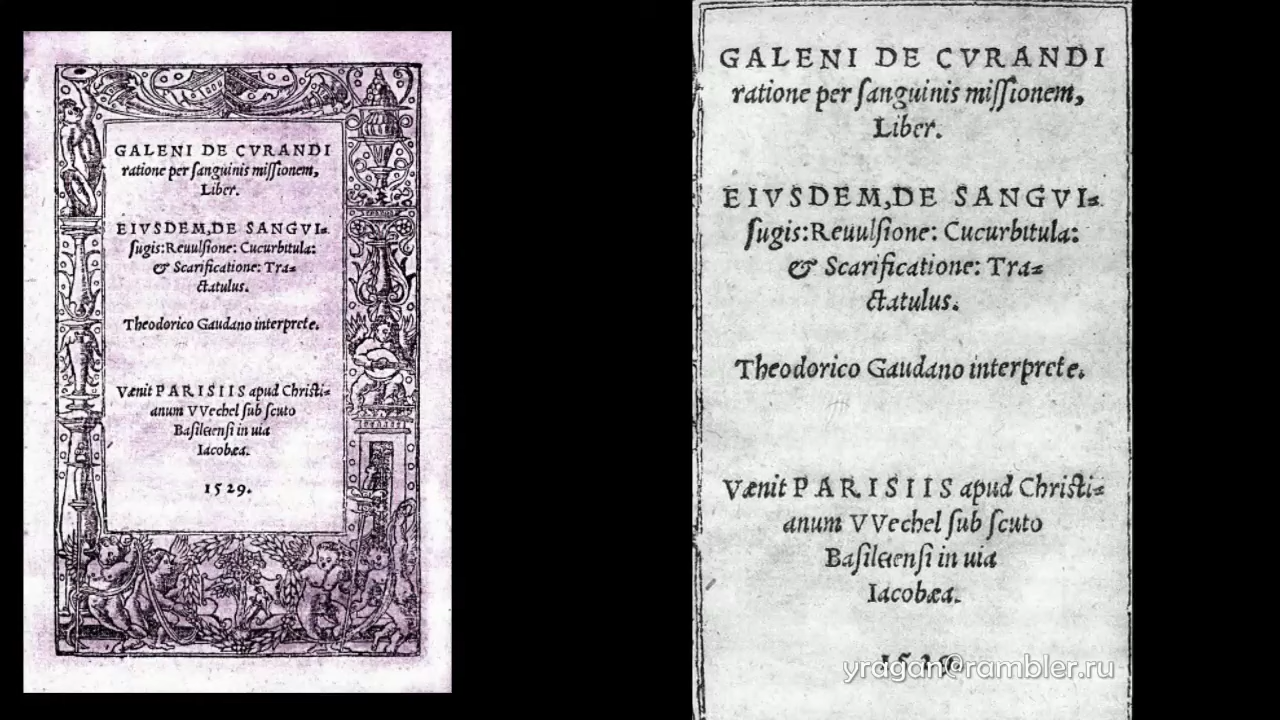 GALENI DE CVRANDI
ratione per ſanguinis miſſionem,
Liber.
EIVSDEM, DE SANGVI⸗
ſugis: Reuulſione: Cucurbitula:
& Scarificatione: Tra⸗
ctatulus.
Theodorico Gaudano interprete.
Vænit PARISIIS apud Chriſti⸗
anum VVechel ſub ſcuto
Baſileienſi in uia
Iacobæa.
1529.
GALENI DE CVRANDI
ratione per ſanguinis miſſionem,
Liber.
EIVSDEM, DE SANGVI⸗
ſugis: Reuulſione: Cucurbitula:
& Scarificatione: Tra⸗
ctatulus.
Theodorico Gaudano interprete.
Vænit PARISIIS apud Chriſti⸗
anum VVechel ſub ſcuto
Baſileienſi in uia
Iacobæa.
1529.
yragan@rambler.ru